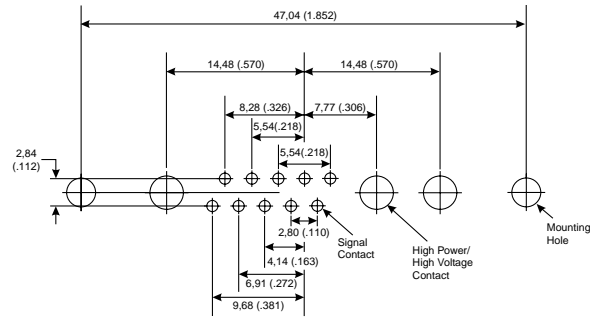 47,04 (1.852)
14,48 (.570)
14,48 (.570)
8,28 (.326)
7,77 (.306)
5,54(.218)
5,54(.218)
2,84
(.112)
2,80 (.110)
4,14 (.163)
6,91 (.272)
9,68 (.381)
Signal
Contact
High Power/
High Voltage
Contact
Mounting
Hole